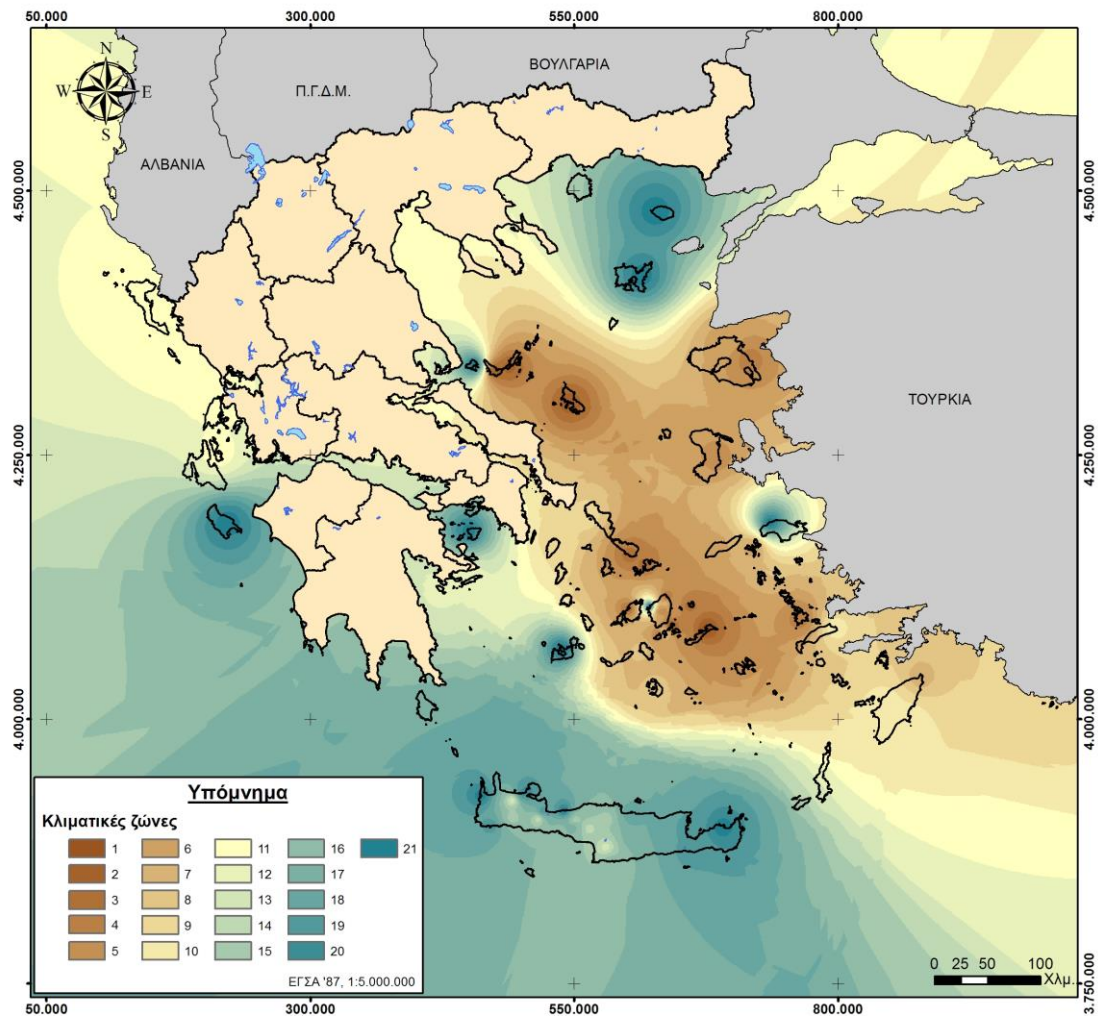 50.000 300.000 550.000 800.000
N
W E
S
ΒΟΥΛΓΑΡΙΑ
Π.Γ.Δ.Μ.
ΑΛΒΑΝΙΑ
4.500.000 4.500.000
ΤΟΥΡΚΙΑ
4.250.000 4.250.000
4.000.000 4.000.000
Υπόμνημα
Κλιματικές ζώνες
1 6 11 16 21
2 7 12 17
3 8 13 18
4 9 14 19
5 10 15 20
ΕΓΣΑ '87, 1:5.000.000
0 25 50 100
Χλμ.
3.750.000
50.000 300.000 550.000 800.000